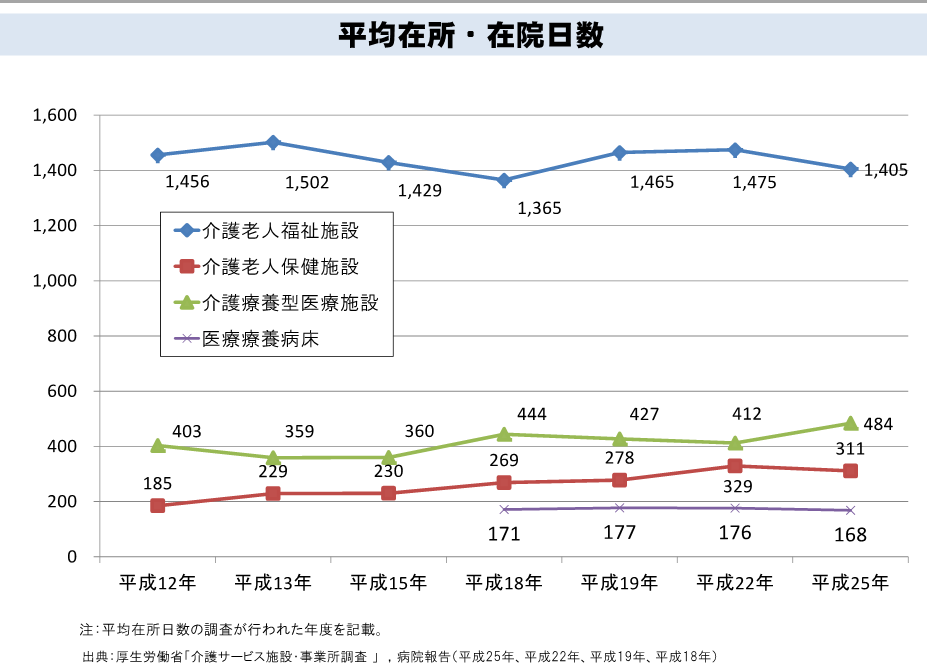 平均在所・在院日数
1,600
1,400
1,200
1,000
800
600
400
200
0
1,456 1,502 1,429 1,365 1,465 1,475 1,405
介護老人福祉施設
介護老人保健施設
介護療養型医療施設
医療療養病床
403 359 360 444 427 412 484
185 229 230 269 278 329 311
171 177 176 168
平成12年 平成13年 平成15年 平成18年 平成19年 平成22年 平成25年
注：平均在所日数の調査が行われた年度を記載。
出典：厚生労働省「介護サービス施設・事業所調査 」，病院報告（平成25年、平成22年、平成19年、平成18年）